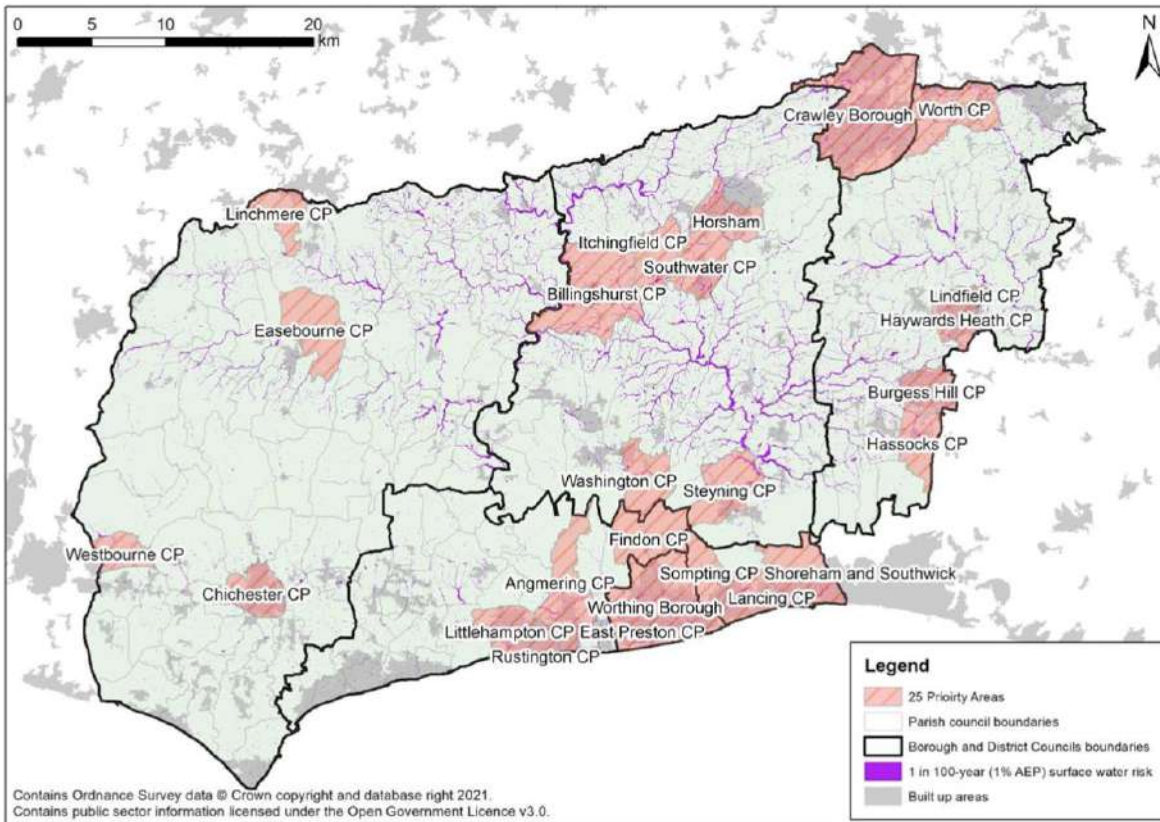 0 5 10 20
km
N
Crawley Borough
Worth CP
Linchmere CP
Horsham
Itchingfield CP
Southwater CP
Billingshurst CP
Lindfield CP
Haywards Heath CP
Easebourne CP
Burgess Hill CP
Hassocks CP
Washington CP
Steyning CP
Findon CP
Westbourne CP
Angmering CP
Sompting CP
Shoreham and Southwick
Chichester CP
Worthing Borough
Lancing CP
Littlehampton CP
East Preston CP
Rustington CP
Legend
25 Prioirty Areas
Parish council boundaries
Borough and District Councils boundaries
1 in 100-year (1% AEP) surface water risk
Built up areas
Contains Ordnance Survey data © Crown copyright and database right 2021.
Contains public sector information licensed under the Open Government Licence v3.0.